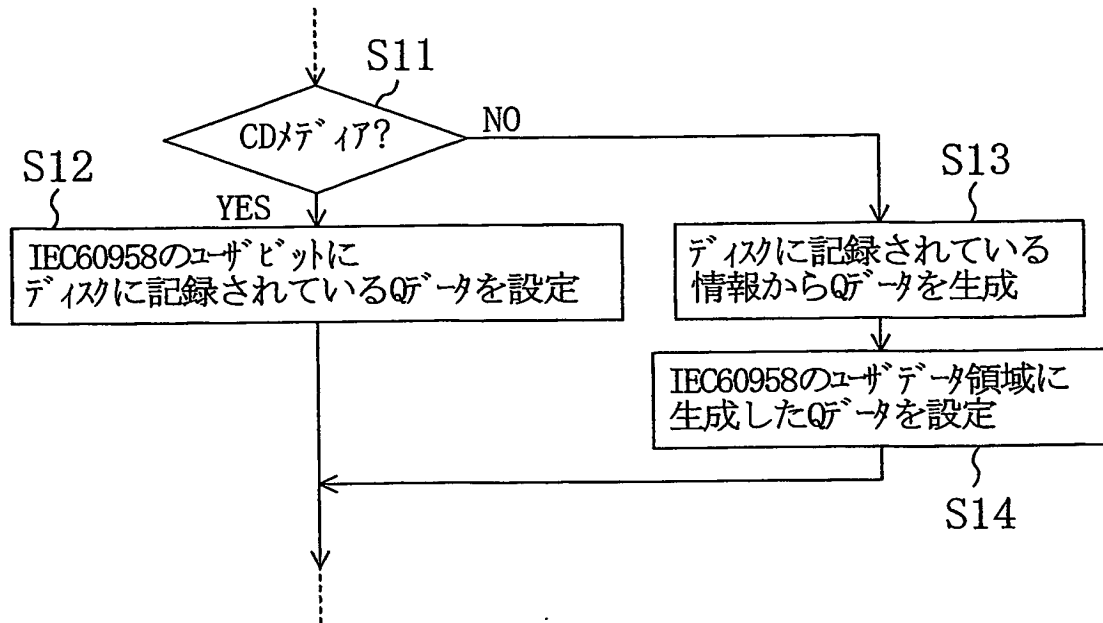 S11
CDメディア?
NO
S12
YES
S13
IEC60958のユーザビットに
ディスクに記録されているQデータを設定
ディスクに記録されている
情報からQデータを生成
IEC60958のユーザデータ領域に
生成したQデータを設定
S14